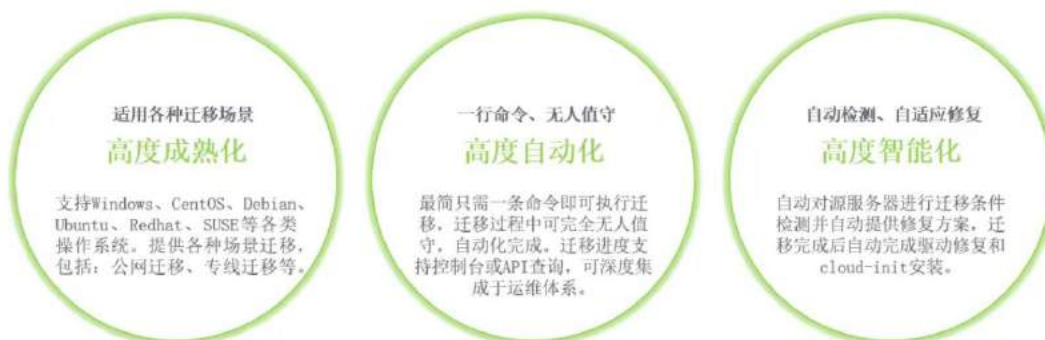 适用各种迁移场景
高度成熟化
支持Windows、CentOS、Debian、
Ubuntu、Redhat、SUSE等各类
操作系统。提供各种场景迁移，
包括：公网迁移、专线迁移等。
一行命令、无人值守
高度自动化
最简只需一条命令即可执行迁
移，迁移过程中可完全无人值
守，自动化完成。迁移进度支
持控制台或API查询，可深度集
成于运维体系。
自动检测、自适应修复
高度智能化
自动对源服务器进行迁移条件
检测并自动提供修复方案，迁
移完成后自动完成驱动修复和
cloud-init安装。